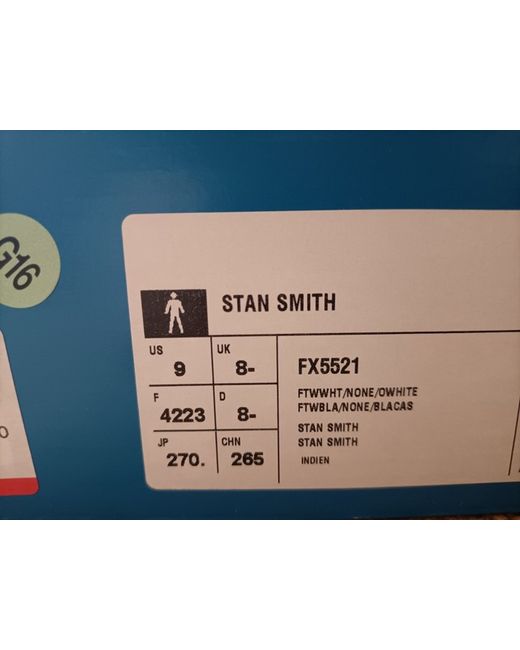 G16
STAN SMITH
US 9 UK 8-
F 4223 D 8-
JP 270. CHN 265
FX5521
FTWWHT/NONE/OWHITE
FTWBLA/NONE/BLACAS
STAN SMITH
STAN SMITH
INDIEN